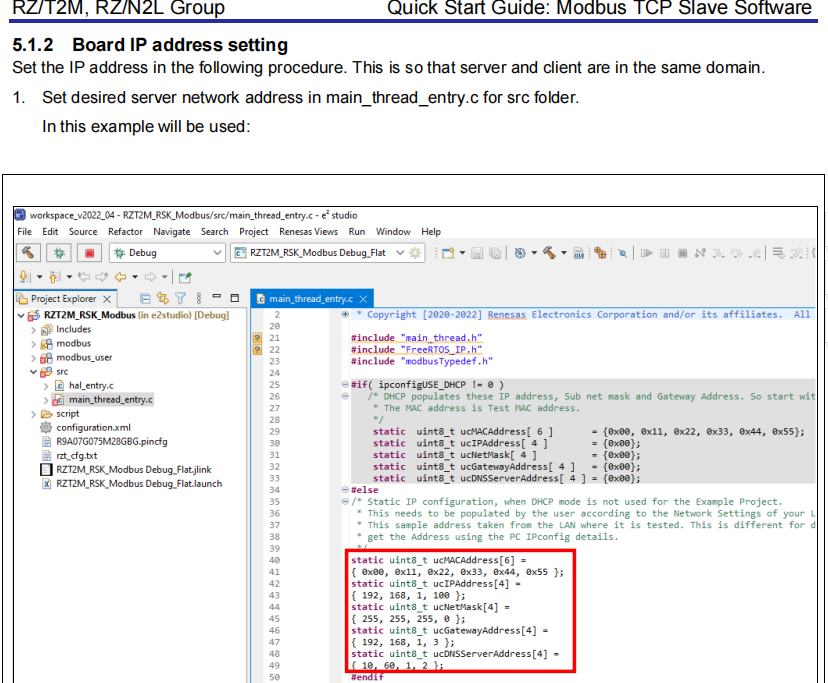 RZ/T2M, RZ/N2L Group Quick Start Guide: Modbus TCP Slave Software
5.1.2 Board IP address setting
Set the IP address in the following procedure. This is so that server and client are in the same domain.
1. Set desired server network address in main_thread_entry.c for src folder.
In this example will be used:
workspace_v2022_04 - RZT2M_RSK_Modbus/src/main_thread_entry.c - e² studio
File Edit Source Refactor Navigate Search Project Renesas Views Run Window Help
Debug RZT2M_RSK_Modbus Debug_Flat
Project Explorer
RZT2M_RSK_Modbus (in e2studio) [Debug]
Includes
modbus
modbus_user
src
hal_entry.c
main_thread_entry.c
script
configuration.xml
R9A07G075M28GBG.pincfg
rzt_cfg.txt
RZT2M_RSK_Modbus Debug_Flat.jlink
RZT2M_RSK_Modbus Debug_Flat.launch
main_thread_entry.c
2 * Copyright [2020-2022] Renesas Electronics Corporation and/or its affiliates. All
20
21 #include "main_thread.h"
22 #include "FreeRTOS_IP.h"
23 #include "modbusTypedef.h"
24
25 #if( ipconfigUSE_DHCP != 0 )
26 /* DHCP populates these IP address, Sub net mask and Gateway Address. So start wit
27 * The MAC address is Test MAC address.
28 */
29 static uint8_t ucMACAddress[ 6 ] = {0x00, 0x11, 0x22, 0x33, 0x44, 0x55};
30 static uint8_t ucIPAddress[ 4 ] = {0x00};
31 static uint8_t ucNetMask[ 4 ] = {0x00};
32 static uint8_t ucGatewayAddress[ 4 ] = {0x00};
33 static uint8_t ucDNSServerAddress[ 4 ] = {0x00};
34 #else
35 /* Static IP configuration, when DHCP mode is not used for the Example Project.
36 * This needs to be populated by the user according to the Network Settings of your L
37 * This sample address taken from the LAN where it is tested. This is different for d
38 * get the Address using the PC IPconfig details.
39 */
40 static uint8_t ucMACAddress[6] =
41 { 0x00, 0x11, 0x22, 0x33, 0x44, 0x55 };
42 static uint8_t ucIPAddress[4] =
43 { 192, 168, 1, 100 };
44 static uint8_t ucNetMask[4] =
45 { 255, 255, 255, 0 };
46 static uint8_t ucGatewayAddress[4] =
47 { 192, 168, 1, 3 };
48 static uint8_t ucDNSServerAddress[4] =
49 { 10, 60, 1, 2 };
50 #endif